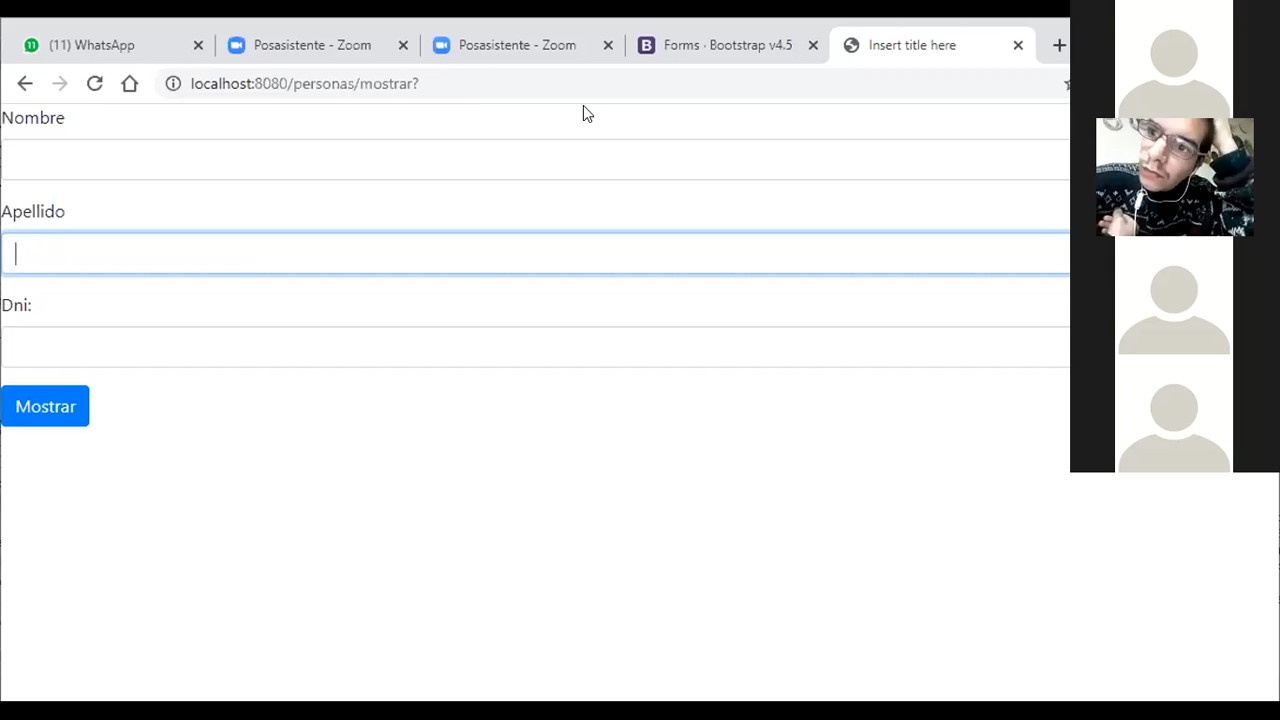 11 (11) WhatsApp
Posasistente - Zoom
Posasistente - Zoom
B Forms · Bootstrap v4.5
Insert title here
localhost:8080/personas/mostrar?
Nombre
Apellido
Dni:
Mostrar